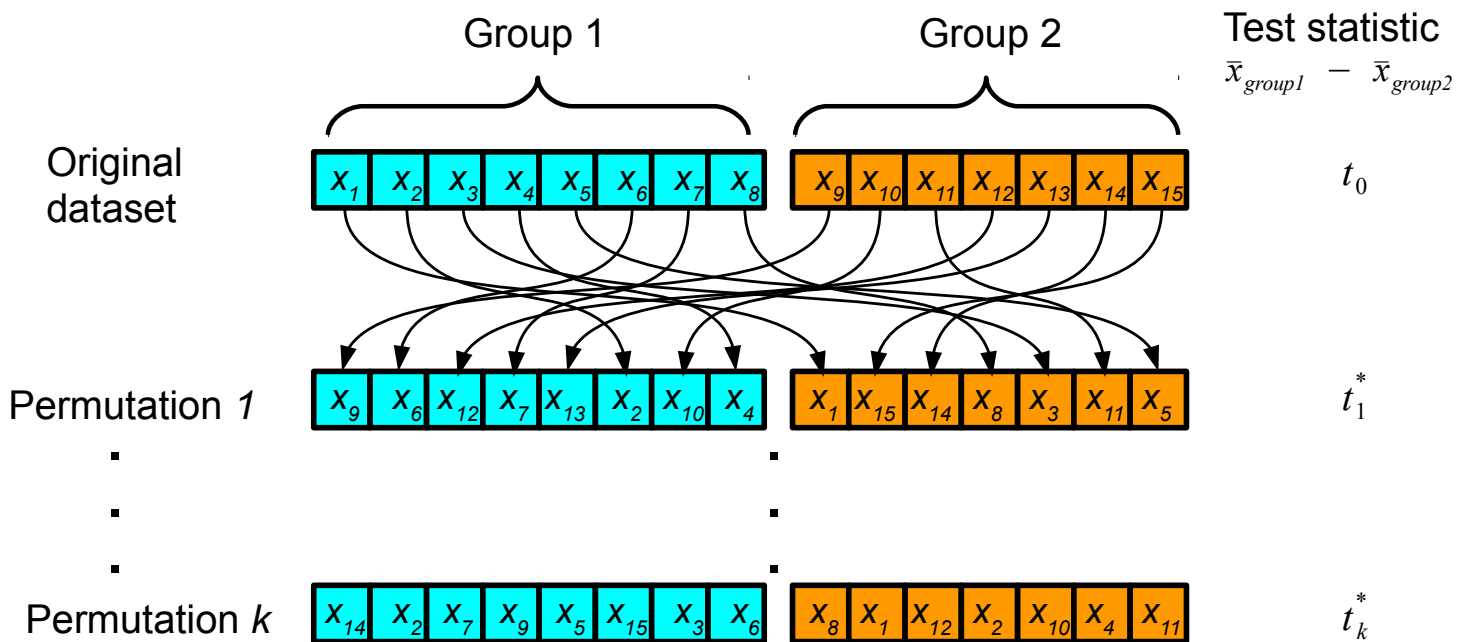 Group 1 Group 2 Test statistic
x̄group1 − x̄group2
Original
dataset
x1 x2 x3 x4 x5 x6 x7 x8 x9 x10 x11 x12 x13 x14 x15 t0
Permutation 1 x9 x6 x12 x7 x13 x2 x10 x4 x1 x15 x14 x8 x3 x11 x5 t*1
Permutation k x14 x2 x7 x9 x5 x15 x3 x6 x8 x1 x12 x2 x10 x4 x11 t*k